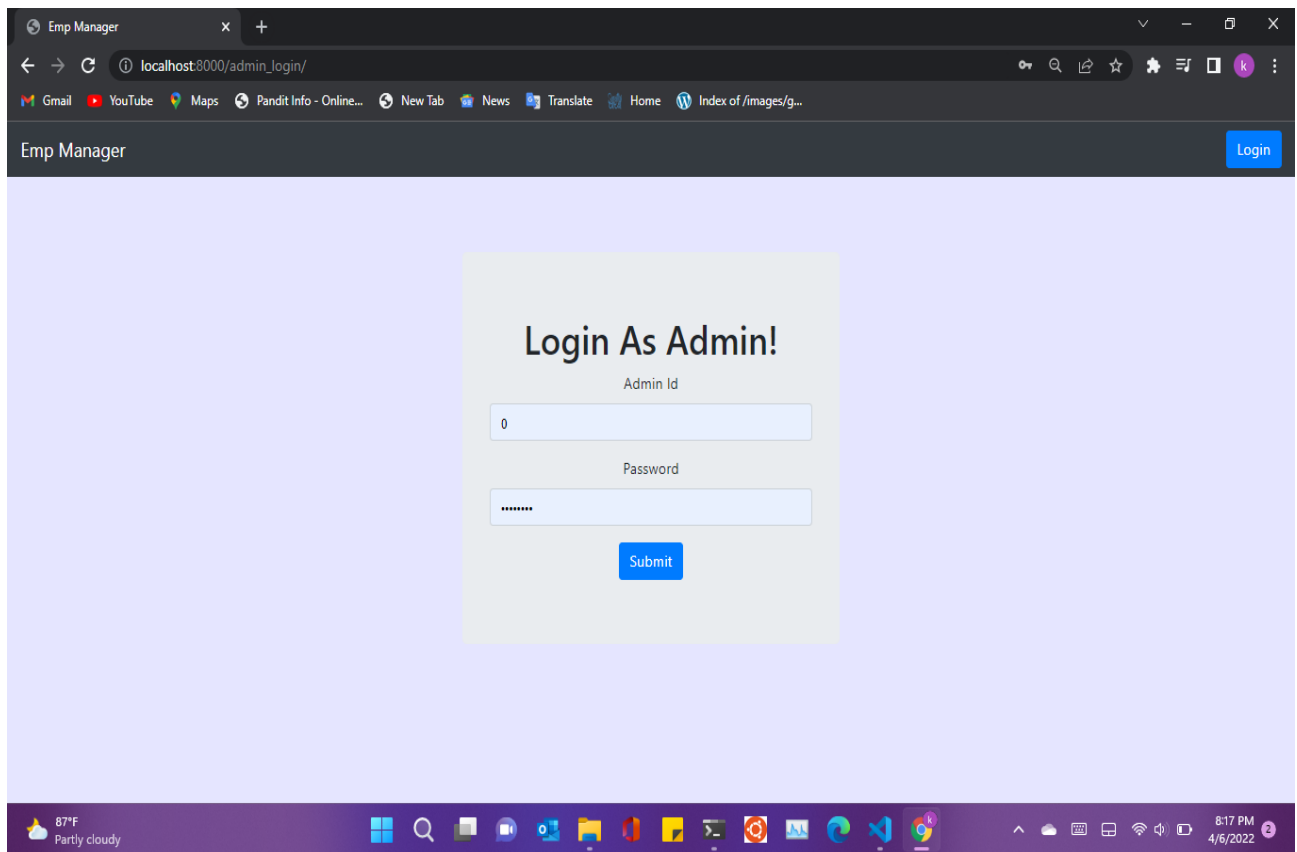 Emp Manager
localhost:8000/admin_login/
k
Gmail YouTube Maps Pandit Info - Online... New Tab News Translate Home Index of /images/g...
Emp Manager
Login
Login As Admin!
Admin Id
0
Password
Submit
87°F
Partly cloudy
8:17 PM
4/6/2022
2